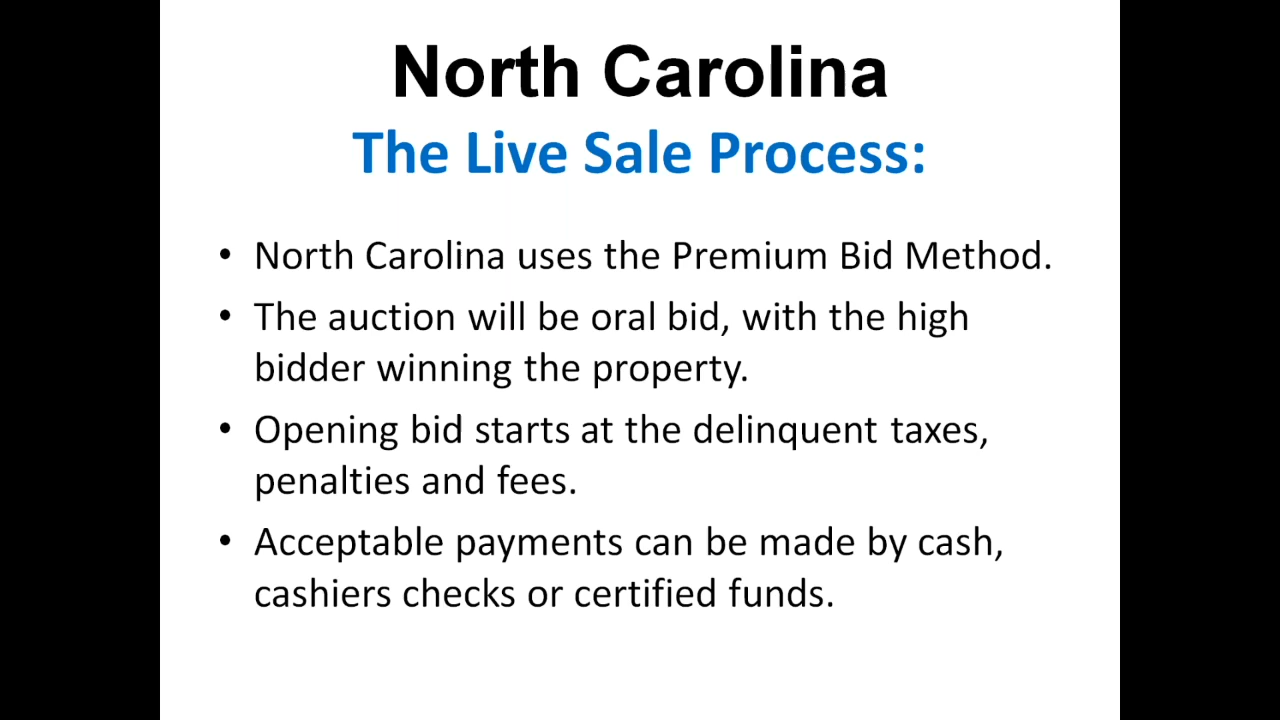 North Carolina
The Live Sale Process:
• North Carolina uses the Premium Bid Method.
• The auction will be oral bid, with the high
bidder winning the property.
• Opening bid starts at the delinquent taxes,
penalties and fees.
• Acceptable payments can be made by cash,
cashiers checks or certified funds.